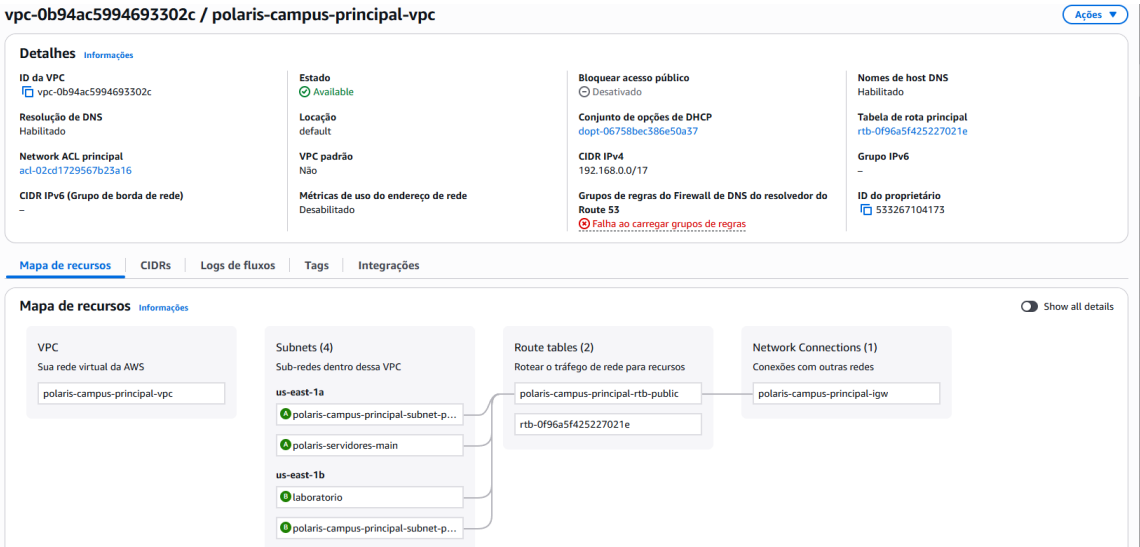 vpc-0b94ac5994693302c / polaris-campus-principal-vpc
Ações
Detalhes Informações
ID da VPC
vpc-0b94ac5994693302c
Estado
Available
Bloquear acesso público
Desativado
Nomes de host DNS
Habilitado
Resolução de DNS
Habilitado
Locação
default
Conjunto de opções de DHCP
dopt-06758bec386e50a37
Tabela de rota principal
rtb-0f96a5f425227021e
Network ACL principal
acl-02cd1729567b23a16
VPC padrão
Não
CIDR IPv4
192.168.0.0/17
Grupo IPv6
–
CIDR IPv6 (Grupo de borda de rede)
–
Métricas de uso do endereço de rede
Desabilitado
Grupos de regras do Firewall de DNS do resolvedor do
Route 53
Falha ao carregar grupos de regras
ID do proprietário
533267104173
Mapa de recursos
CIDRs
Logs de fluxos
Tags
Integrações
Mapa de recursos Informações
Show all details
VPC
Sua rede virtual da AWS
polaris-campus-principal-vpc
Subnets (4)
Sub-redes dentro dessa VPC
us-east-1a
A polaris-campus-principal-subnet-p...
A polaris-servidores-main
us-east-1b
B laboratorio
B polaris-campus-principal-subnet-p...
Route tables (2)
Rotear o tráfego de rede para recursos
polaris-campus-principal-rtb-public
rtb-0f96a5f425227021e
Network Connections (1)
Conexões com outras redes
polaris-campus-principal-igw